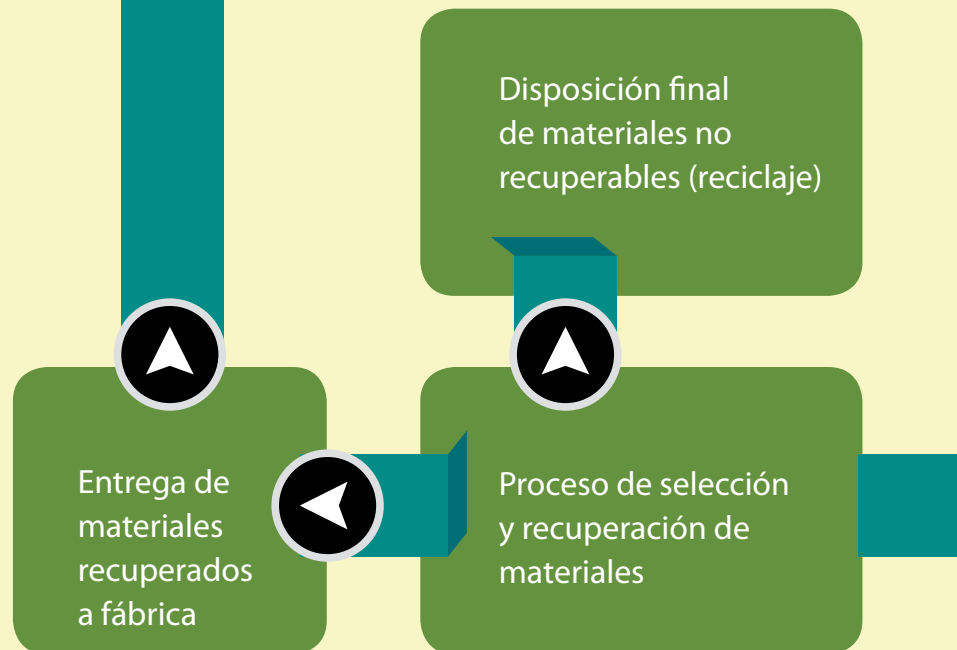 Disposición final
de materiales no
recuperables (reciclaje)
Entrega de
materiales
recuperados
a fábrica
Proceso de selección
y recuperación de
materiales